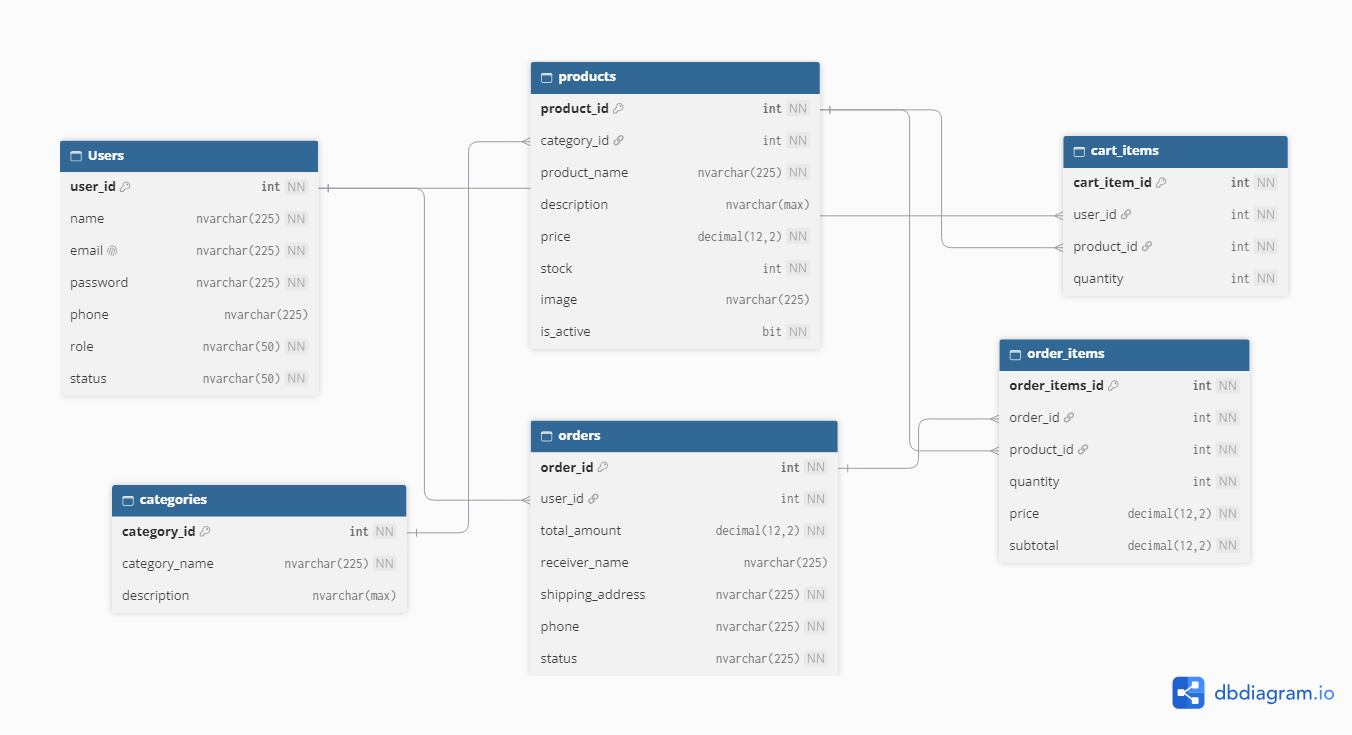 products
product_id int NN
category_id int NN
product_name nvarchar(225) NN
description nvarchar(max)
price decimal(12,2) NN
stock int NN
image nvarchar(225)
is_active bit NN
Users
user_id int NN
name nvarchar(225) NN
email nvarchar(225) NN
password nvarchar(225) NN
phone nvarchar(225)
role nvarchar(50) NN
status nvarchar(50) NN
cart_items
cart_item_id int NN
user_id int NN
product_id int NN
quantity int NN
order_items
order_items_id int NN
order_id int NN
product_id int NN
quantity int NN
price decimal(12,2) NN
subtotal decimal(12,2) NN
orders
order_id int NN
user_id int NN
total_amount decimal(12,2) NN
receiver_name nvarchar(225)
shipping_address nvarchar(225) NN
phone nvarchar(225) NN
status nvarchar(225) NN
categories
category_id int NN
category_name nvarchar(225) NN
description nvarchar(max)
dbdiagram.io